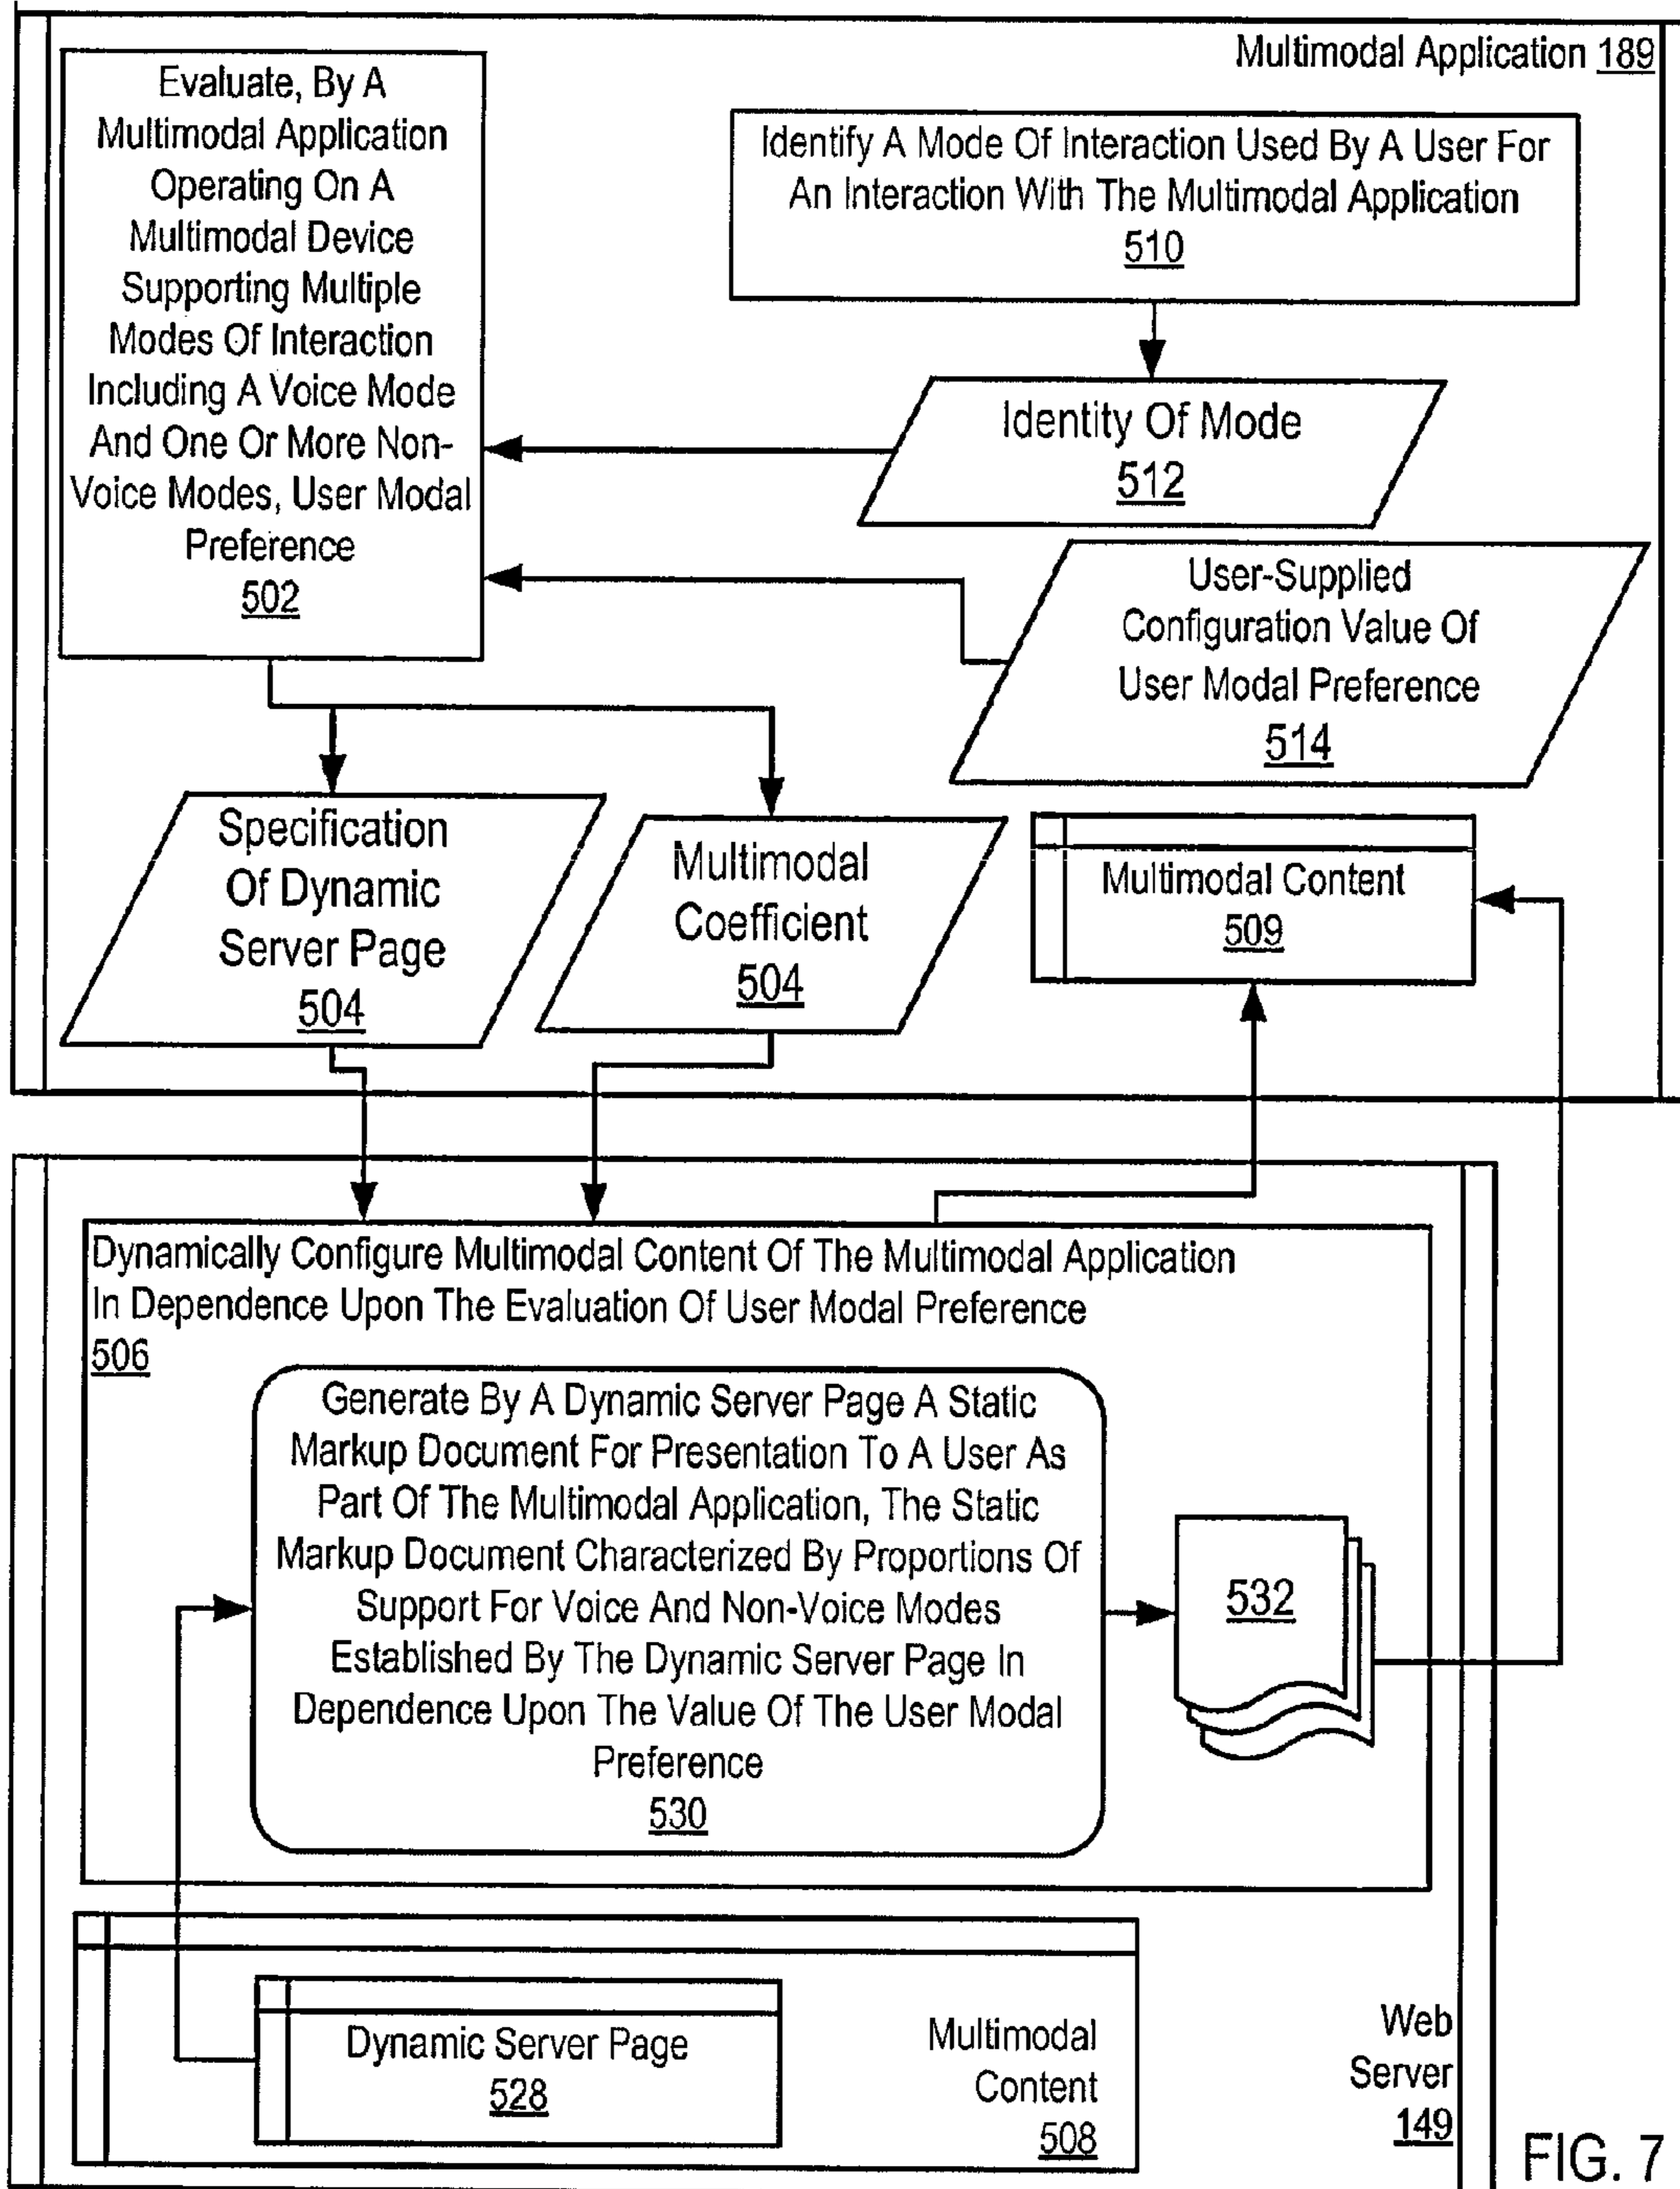 Multimodal Application 189
Evaluate, By A
Multimodal Application
Operating On A
Multimodal Device
Supporting Multiple
Modes Of Interaction
Including A Voice Mode
And One Or More Non-
Voice Modes, User Modal
Preference
502
Identify A Mode Of Interaction Used By A User For
An Interaction With The Multimodal Application
510
Identity Of Mode
512
User-Supplied
Configuration Value Of
User Modal Preference
514
Specification
Of Dynamic
Server Page
504
Multimodal
Coefficient
504
Multimodal Content
509
Dynamically Configure Multimodal Content Of The Multimodal Application
In Dependence Upon The Evaluation Of User Modal Preference
506
Generate By A Dynamic Server Page A Static
Markup Document For Presentation To A User As
Part Of The Multimodal Application, The Static
Markup Document Characterized By Proportions Of
Support For Voice And Non-Voice Modes
Established By The Dynamic Server Page In
Dependence Upon The Value Of The User Modal
Preference
530
532
Dynamic Server Page
528
Multimodal
Content
508
Web
Server
149
FIG. 7